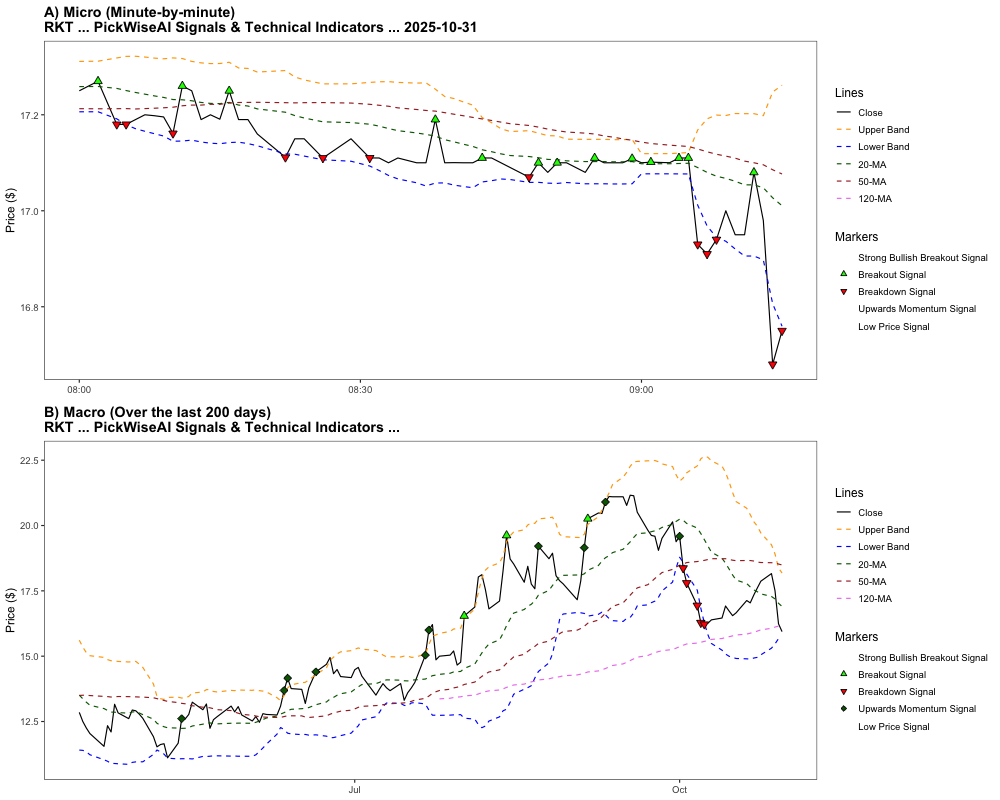 A) Micro (Minute-by-minute)
RKT ... PickWiseAI Signals & Technical Indicators ... 2025-10-31
Price ($)
17.2
17.0
16.8
08:00
08:30
09:00
Lines
Close
Upper Band
Lower Band
20-MA
50-MA
120-MA
Markers
Strong Bullish Breakout Signal
Breakout Signal
Breakdown Signal
Upwards Momentum Signal
Low Price Signal
B) Macro (Over the last 200 days)
RKT ... PickWiseAI Signals & Technical Indicators ...
Price ($)
22.5
20.0
17.5
15.0
12.5
Jul
Oct
Lines
Close
Upper Band
Lower Band
20-MA
50-MA
120-MA
Markers
Strong Bullish Breakout Signal
Breakout Signal
Breakdown Signal
Upwards Momentum Signal
Low Price Signal